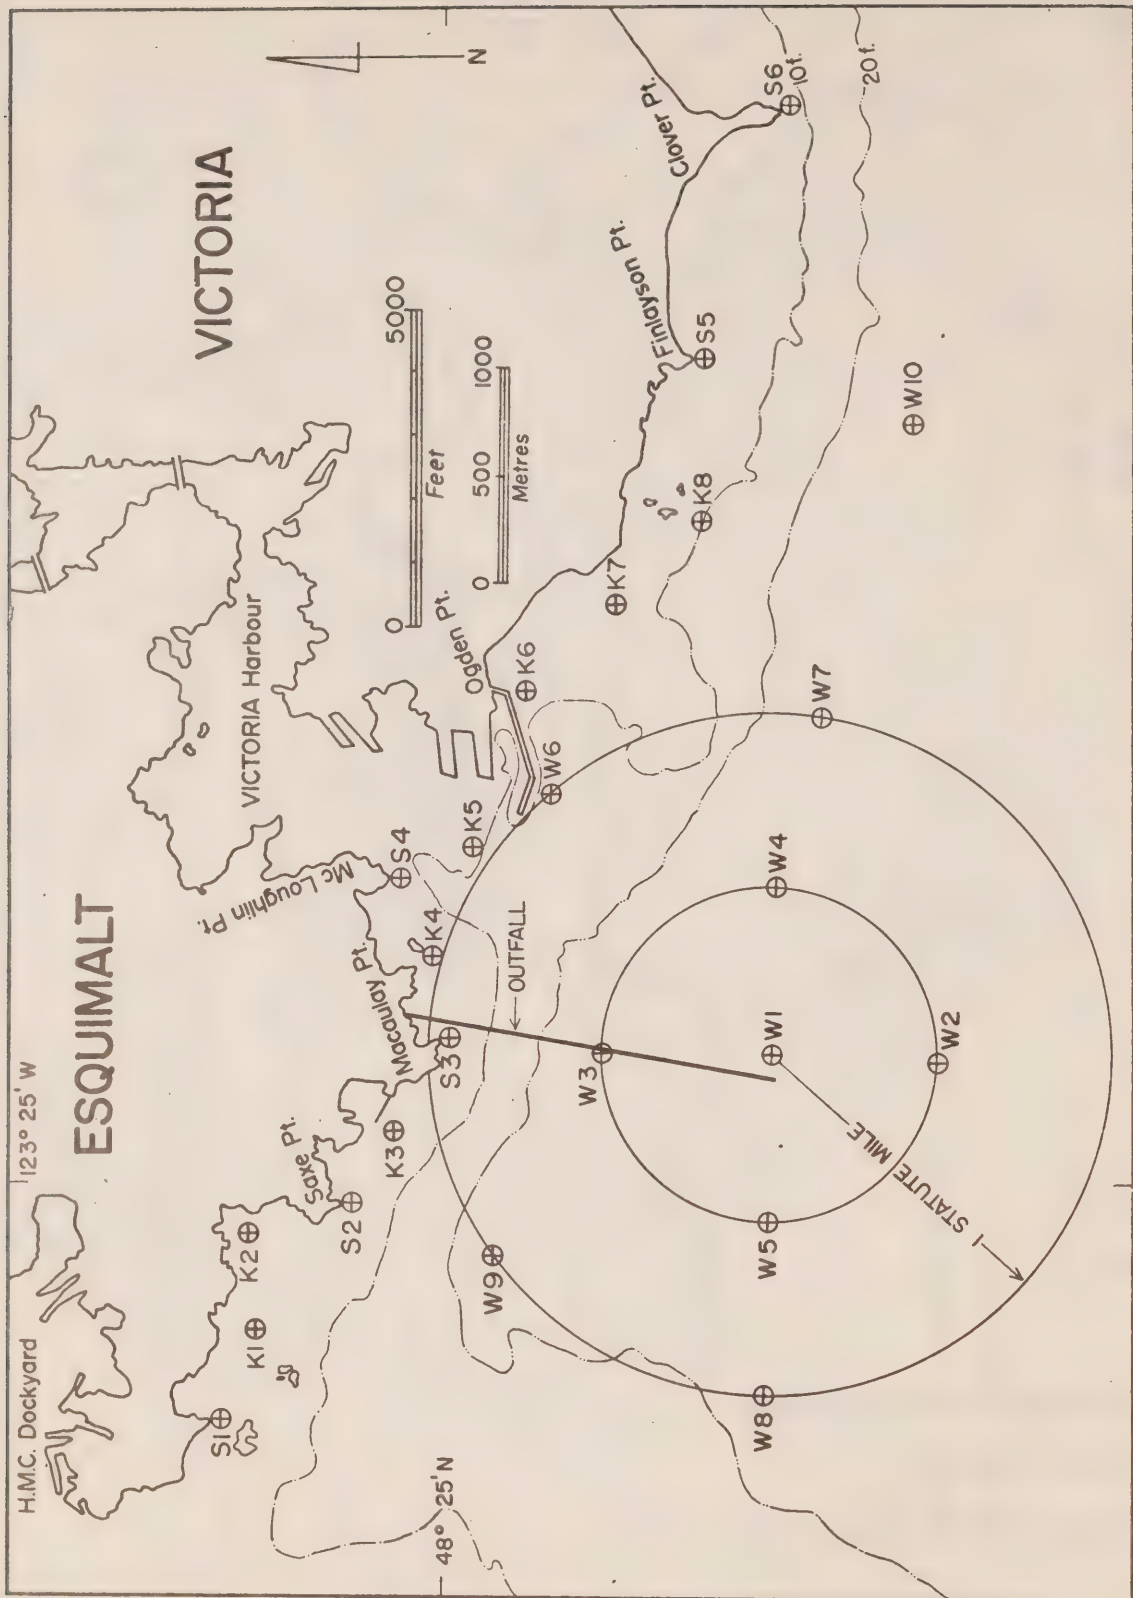 H.M.C. Dockyard
123° 25' W
ESQUIMALT
VICTORIA
N
VICTORIA Harbour
Mc Loughlin Pt.
Saxe Pt.
Macaulay Pt.
Ogden Pt.
Finlayson Pt.
Clover Pt.
0
5000
Feet
0
500
1000
Metres
S1
K1
K2
S2
K3
S3
K4
S4
K5
K6
K7
K8
S5
S6
10f.
20f.
48° 25' N
OUTFALL
W9
W3
W6
W8
W5
W1
W4
W7
W2
W10
1 STATUTE MILE